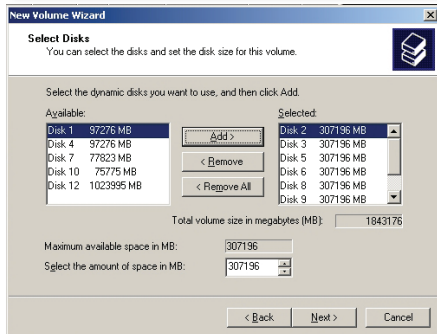 New Volume Wizard
Select Disks
You can select the disks and set the disk size for this volume.
Select the dynamic disks you want to use, and then click Add.
Available:
Disk 1 97276 MB
Disk 4 97276 MB
Disk 7 77823 MB
Disk 10 75775 MB
Disk 12 1023995 MB
Add >
< Remove
< Remove All
Selected:
Disk 2 307196 MB
Disk 3 307196 MB
Disk 5 307196 MB
Disk 6 307196 MB
Disk 8 307196 MB
Disk 9 307196 MB
Total volume size in megabytes (MB): 1843176
Maximum available space in MB: 307196
Select the amount of space in MB: 307196
< Back Next > Cancel